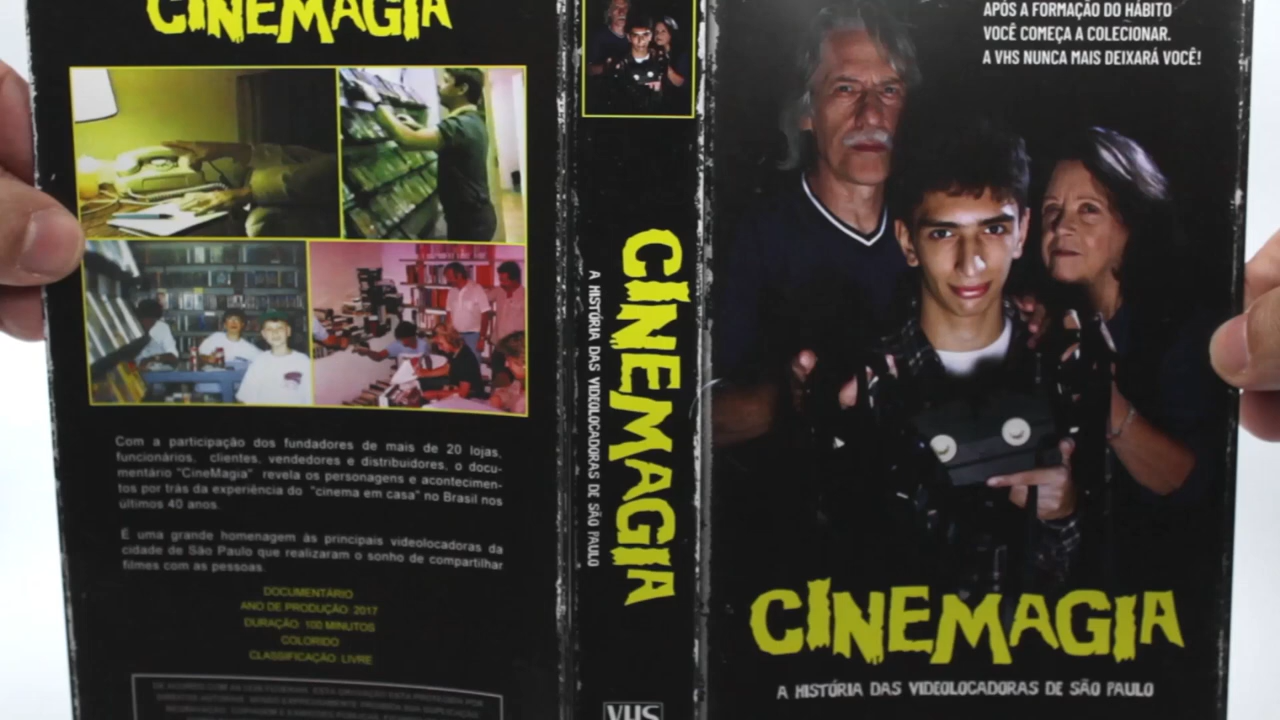 CINEMAGIA
Com a participação dos fundadores de mais de 20 lojas,
funcionários, clientes, vendedores e distribuidores, o docu-
mentário "CineMagia" revela os personagens e acontecimen-
tos por trás da experiência do "cinema em casa" no Brasil nos
últimos 40 anos.
É uma grande homenagem às principais videolocadoras da
cidade de São Paulo que realizaram o sonho de compartilhar
filmes com as pessoas.
DOCUMENTÁRIO
ANO DE PRODUÇÃO: 2017
DURAÇÃO: 100 MINUTOS
COLORIDO
CLASSIFICAÇÃO: LIVRE
CINEMAGIA
A HISTÓRIA DAS VIDEOLOCADORAS DE SÃO PAULO
VHS
APÓS A FORMAÇÃO DO HÁBITO
VOCÊ COMEÇA A COLECIONAR.
A VHS NUNCA MAIS DEIXARÁ VOCÊ!
CINEMAGIA
A HISTÓRIA DAS VIDEOLOCADORAS DE SÃO PAULO